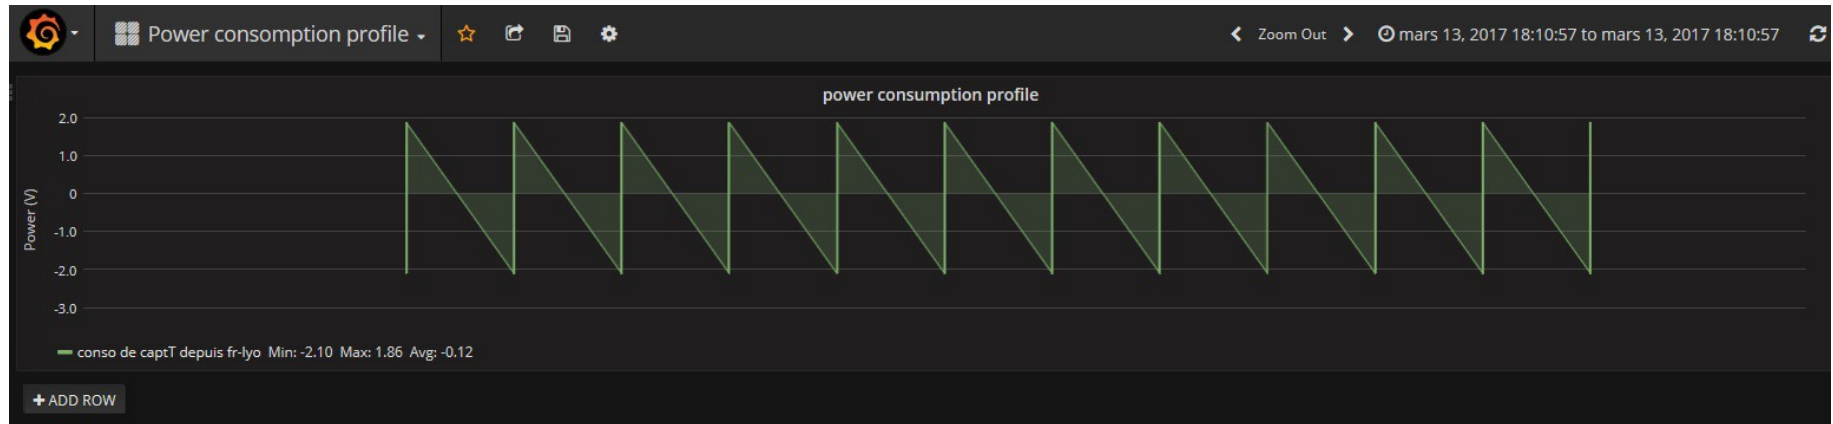 Power consomption profile
Zoom Out
mars 13, 2017 18:10:57 to mars 13, 2017 18:10:57
power consumption profile
2.0
1.0
0
-1.0
-2.0
-3.0
Power (V)
conso de captT depuis fr-lyo Min: -2.10 Max: 1.86 Avg: -0.12
+ ADD ROW